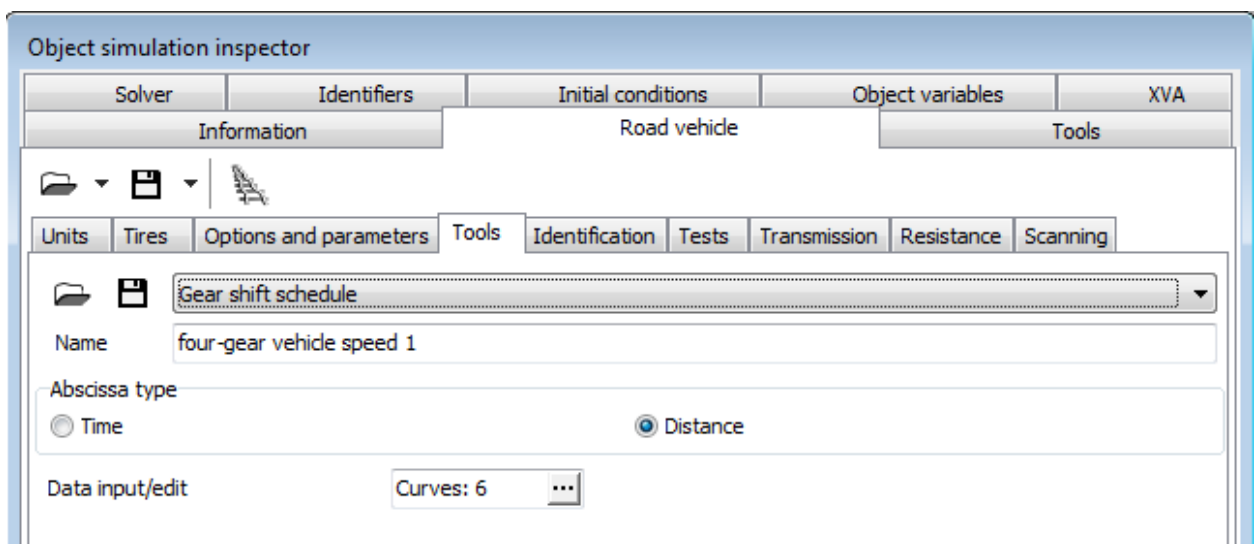 Object simulation inspector
Solver Identifiers Initial conditions Object variables XVA
Information Road vehicle Tools
Units Tires Options and parameters Tools Identification Tests Transmission Resistance Scanning
Gear shift schedule
Name four-gear vehicle speed 1
Abscissa type
Time Distance
Data input/edit Curves: 6 ...